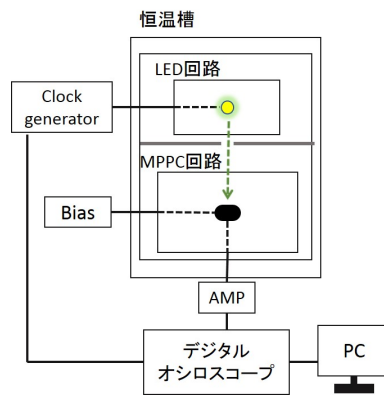 恒温槽
LED回路
Clock
generator
MPPC回路
Bias
AMP
デジタル
オシロスコープ
PC